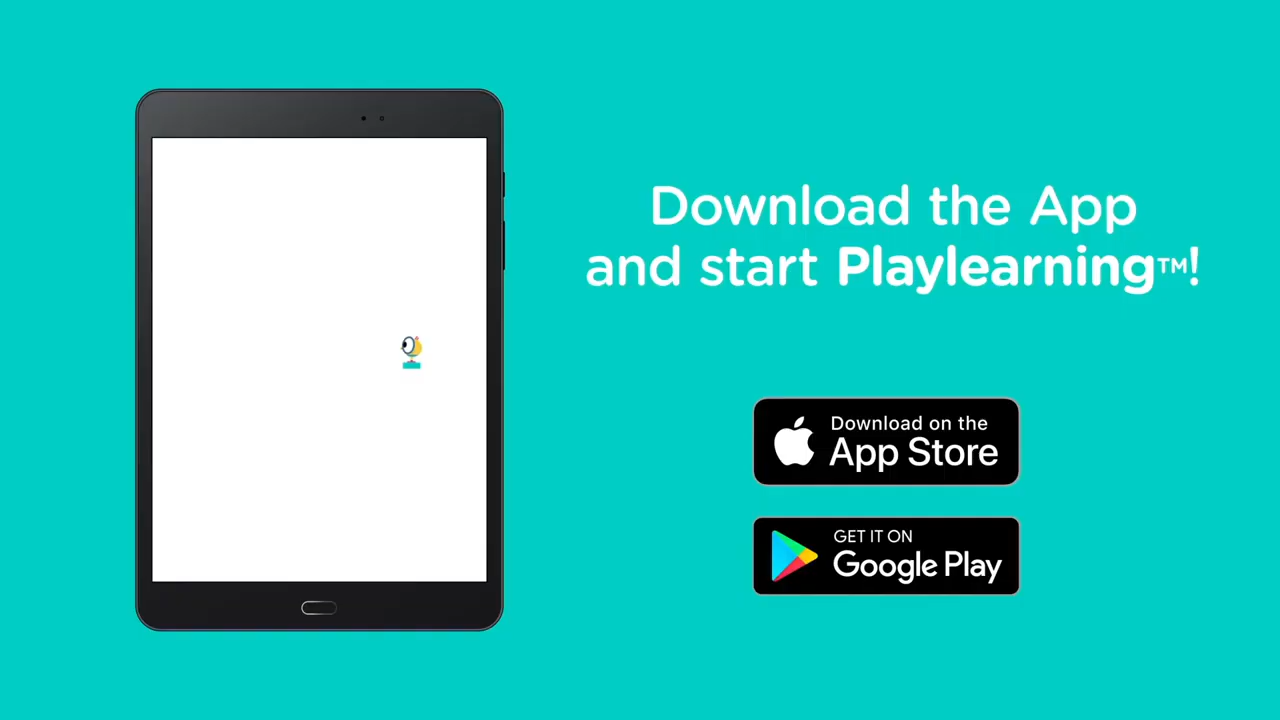 Download the App
and start Playlearning™!
Download on the
App Store
GET IT ON
Google Play